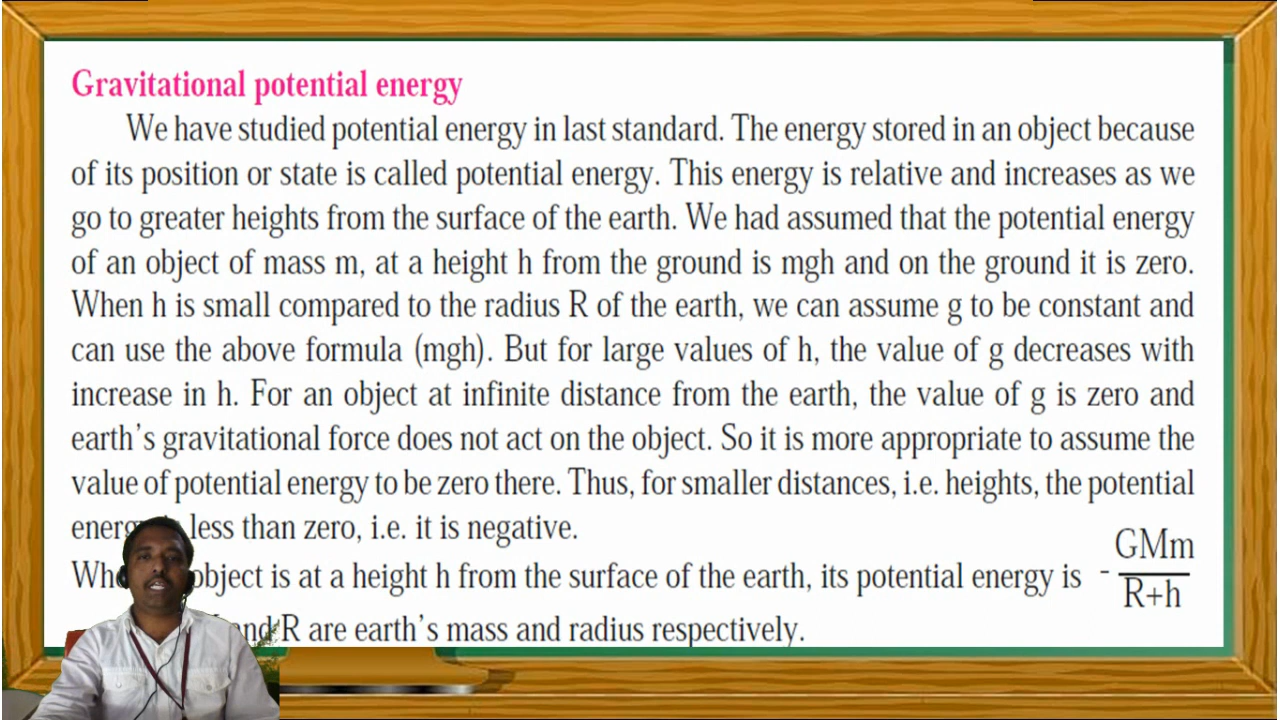 Gravitational potential energy
We have studied potential energy in last standard. The energy stored in an object because
of its position or state is called potential energy. This energy is relative and increases as we
go to greater heights from the surface of the earth. We had assumed that the potential energy
of an object of mass m, at a height h from the ground is mgh and on the ground it is zero.
When h is small compared to the radius R of the earth, we can assume g to be constant and
can use the above formula (mgh). But for large values of h, the value of g decreases with
increase in h. For an object at infinite distance from the earth, the value of g is zero and
earth’s gravitational force does not act on the object. So it is more appropriate to assume the
value of potential energy to be zero there. Thus, for smaller distances, i.e. heights, the potential
less than zero, i.e. it is negative.
object is at a height h from the surface of the earth, its potential energy is - GMm
R+h
and R are earth’s mass and radius respectively.